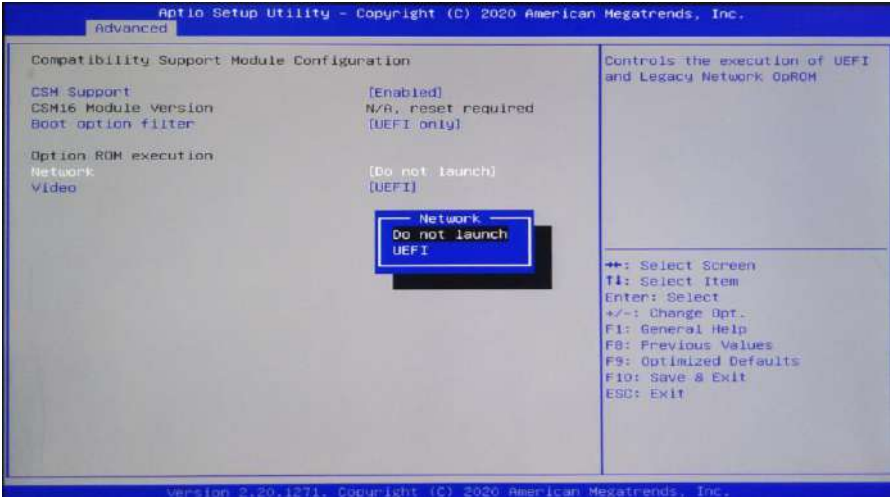 Aptio Setup Utility - Copyright (C) 2020 American Megatrends, Inc.
Advanced
Compatibility Support Module Configuration
CSM Support [Enabled]
CSM16 Module Version N/A, reset required
Boot option filter [UEFI only]
Option ROM execution
Network [Do not launch]
Video [UEFI]
Network
Do not launch
UEFI
Controls the execution of UEFI
and Legacy Network OpROM
→←: Select Screen
↑↓: Select Item
Enter: Select
+/-: Change Opt.
F1: General Help
F8: Previous Values
F9: Optimized Defaults
F10: Save & Exit
ESC: Exit
Version 2.20.1271. Copyright (C) 2020 American Megatrends, Inc.